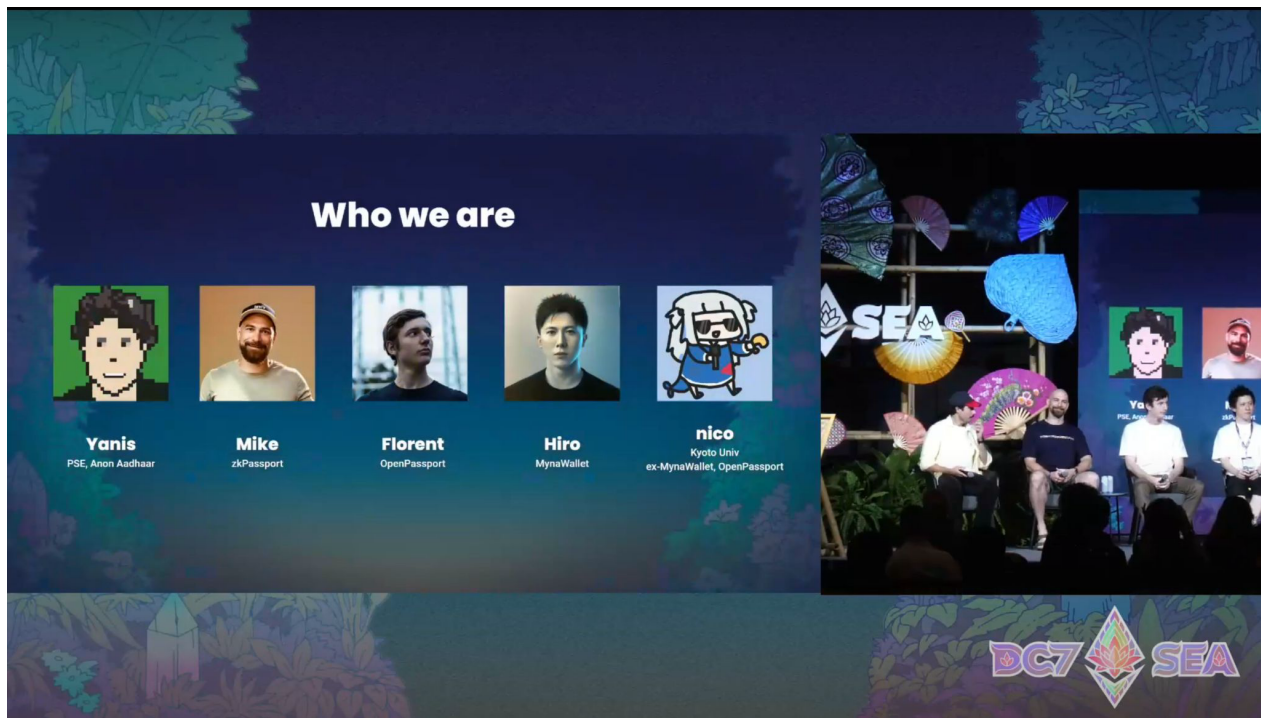 Who we are
Yanis
PSE, Anon Aadhaar
Mike
zkPassport
Florent
OpenPassport
Hiro
MynaWallet
nico
Kyoto Univ
ex-MynaWallet, OpenPassport
SEA
DC7 SEA